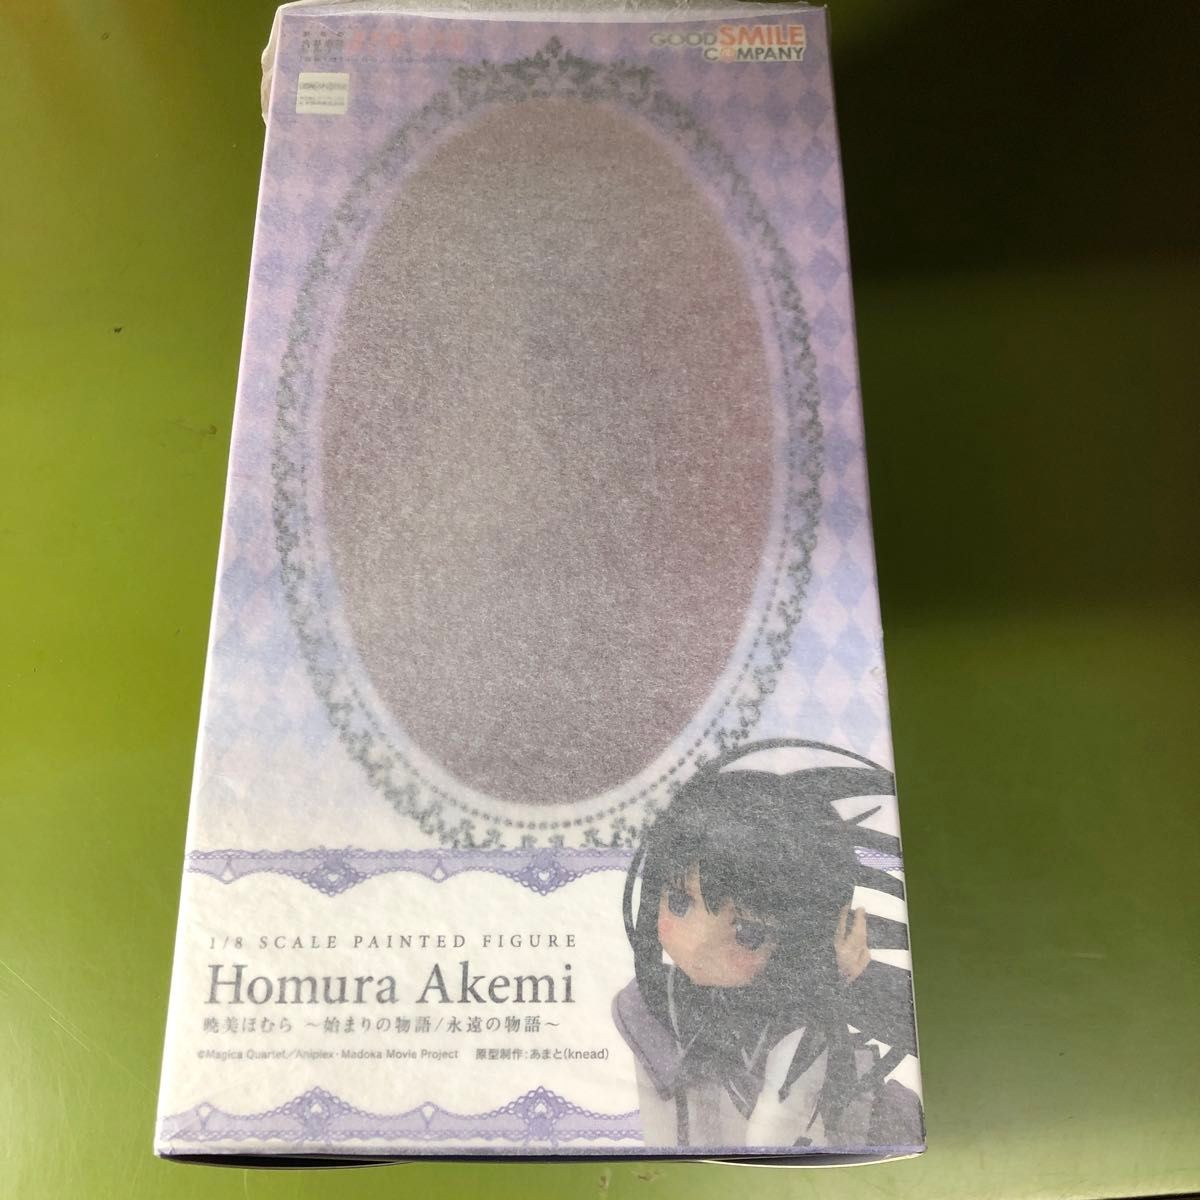 GOOD SMILE
COMPANY
1/8 SCALE PAINTED FIGURE
Homura Akemi
暁美ほむら ～始まりの物語/永遠の物語～
©Magica Quartet/Aniplex・Madoka Movie Project 原型制作：あまと(knead)